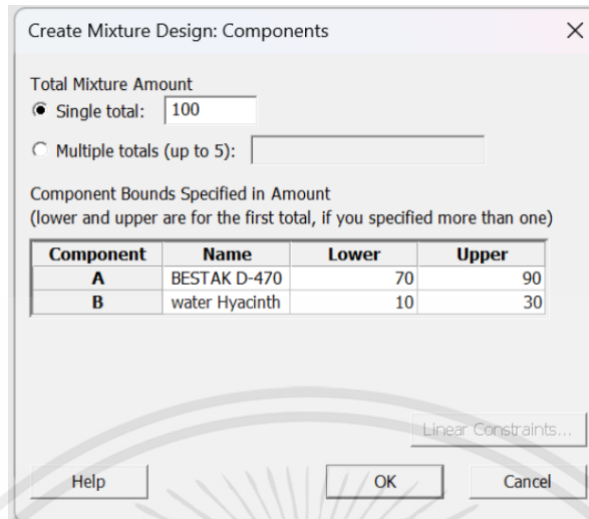 Create Mixture Design: Components
Total Mixture Amount
Single total: 100
Multiple totals (up to 5):
Component Bounds Specified in Amount
(lower and upper are for the first total, if you specified more than one)
Component Name Lower Upper
A BESTAK D-470 70 90
B water Hyacinth 10 30
Linear Constraints...
Help OK Cancel